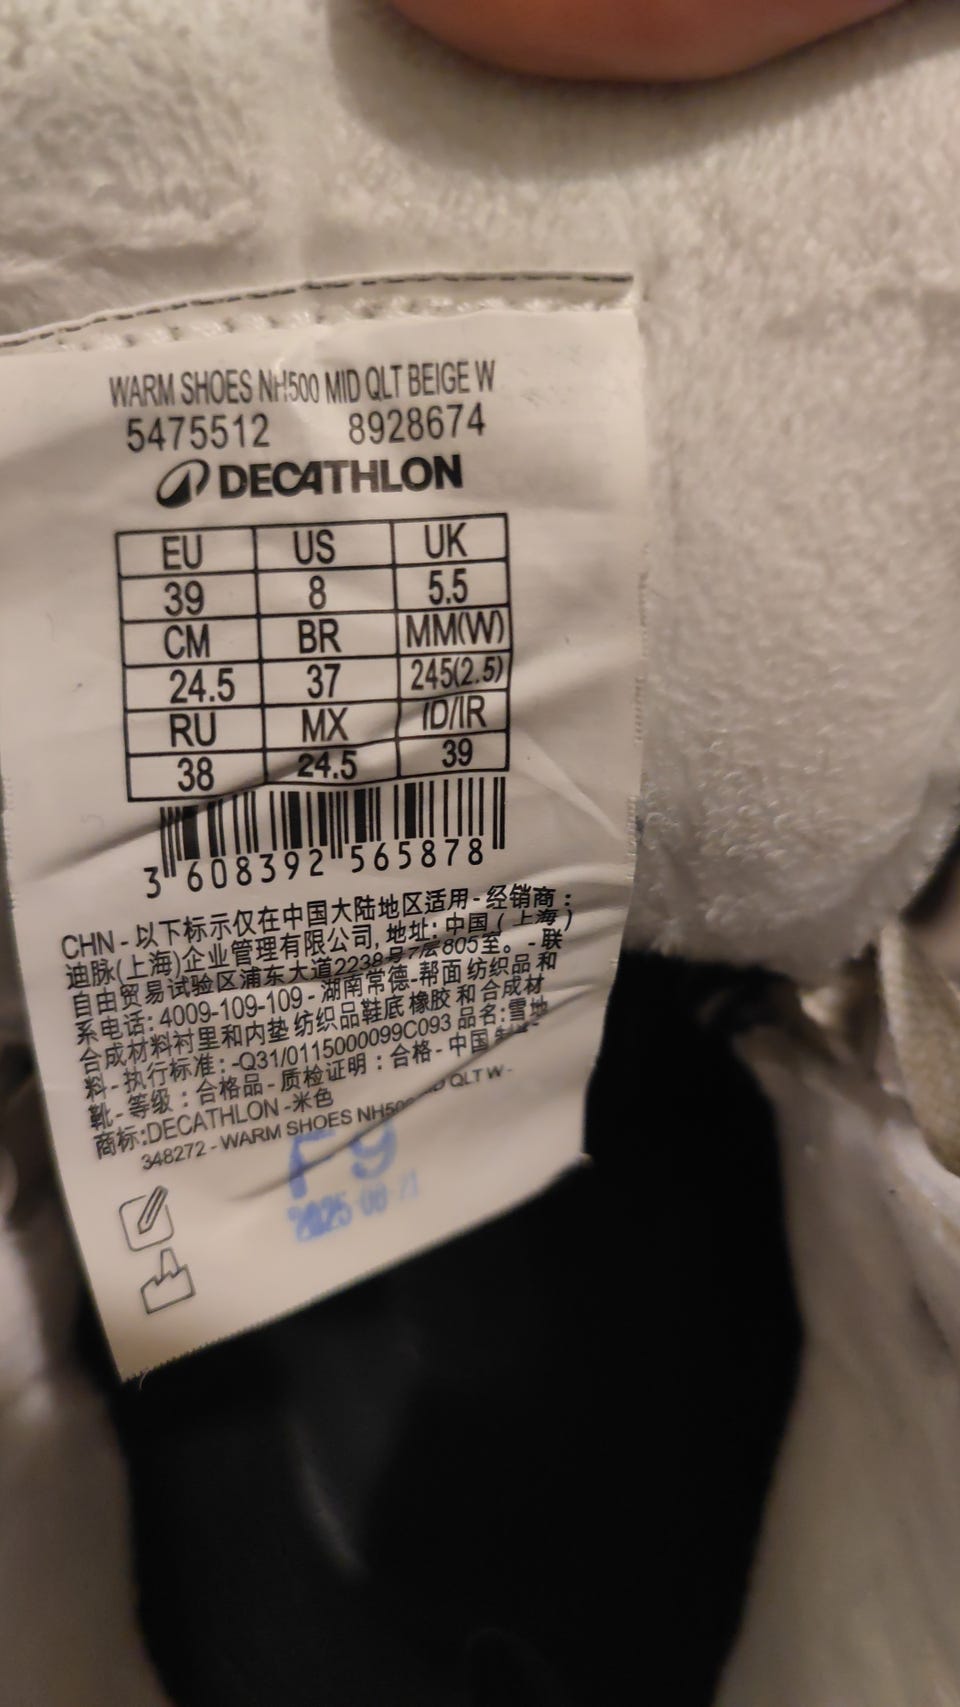 WARM SHOES NH500 MID QLT BEIGE W
5475512 8928674
DECATHLON
EU US UK
39 8 5.5
CM BR MM(W)
24.5 37 245(2.5)
RU MX ID/IR
38 24.5 39
3 608392 565878
CHN - 以下标示仅在中国大陆地区适用 - 经销商：
迪脉(上海)企业管理有限公司, 地址: 中国 ( 上海 )
自由贸易试验区浦东大道2238号7层805室。 - 联
系电话: 4009-109-109 - 湖南常德-帮面 纺织品 和
合成材料衬里和内垫 纺织品鞋底 橡胶 和 合成材
料 - 执行标准: -Q31/0115000099C093 品名: 雪地
靴 - 等级：合格品 - 质检证明：合格 - 中国 制造 -
商标:DECATHLON -米色
348272 - WARM SHOES NH500 QLT W -
F9